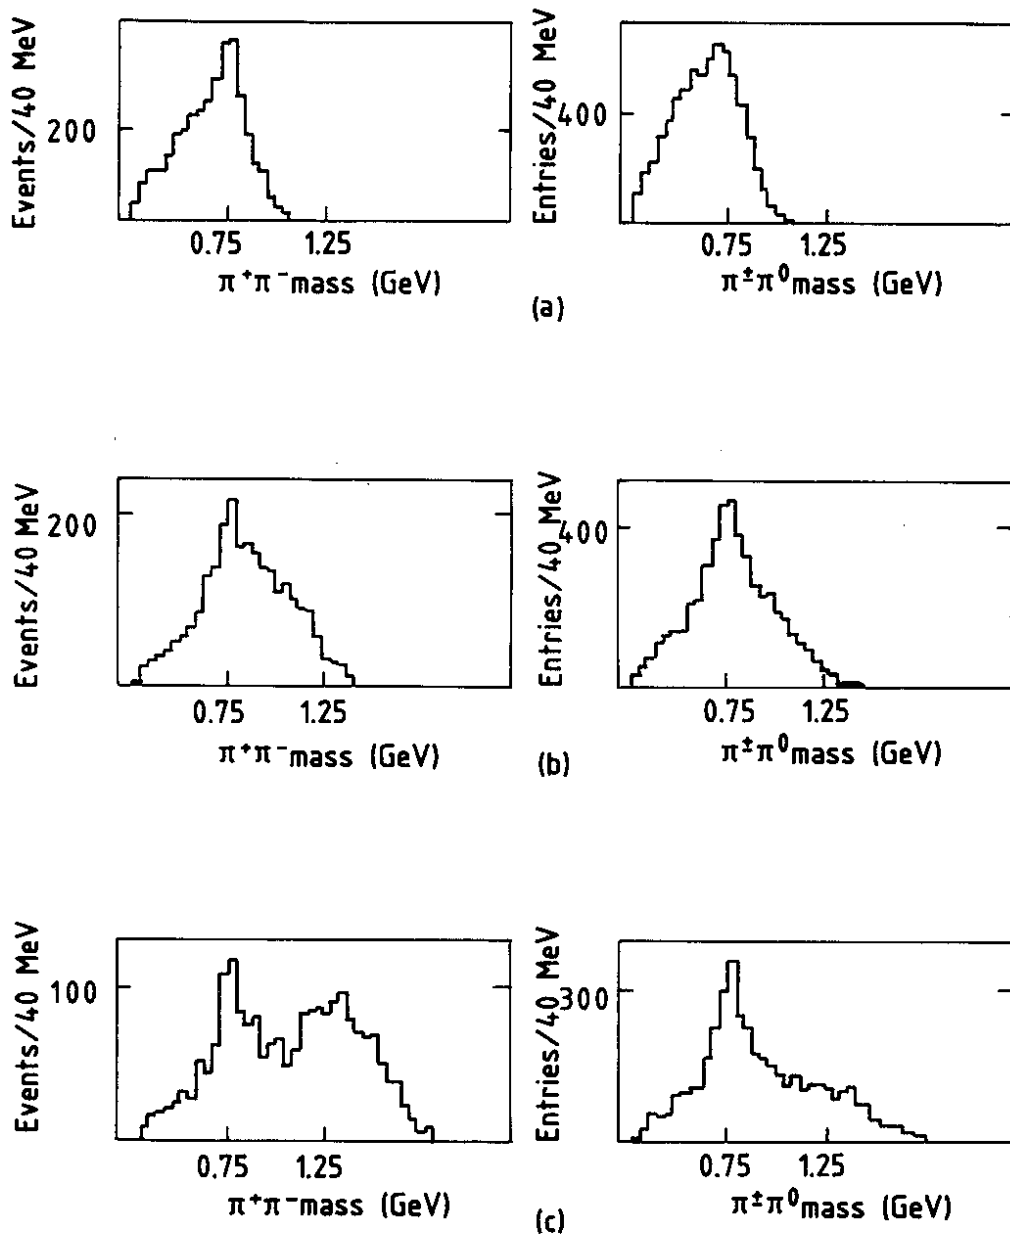 Events/40 MeV
200
0.75 1.25
π⁺π⁻mass (GeV)
Entries/40 MeV
400
0.75 1.25
π±π⁰mass (GeV)
(a)
Events/40 MeV
200
0.75 1.25
π⁺π⁻mass (GeV)
Entries/40 MeV
400
0.75 1.25
π±π⁰mass (GeV)
(b)
Events/40 MeV
100
0.75 1.25
π⁺π⁻mass (GeV)
Entries/40 MeV
300
0.75 1.25
π±π⁰mass (GeV)
(c)